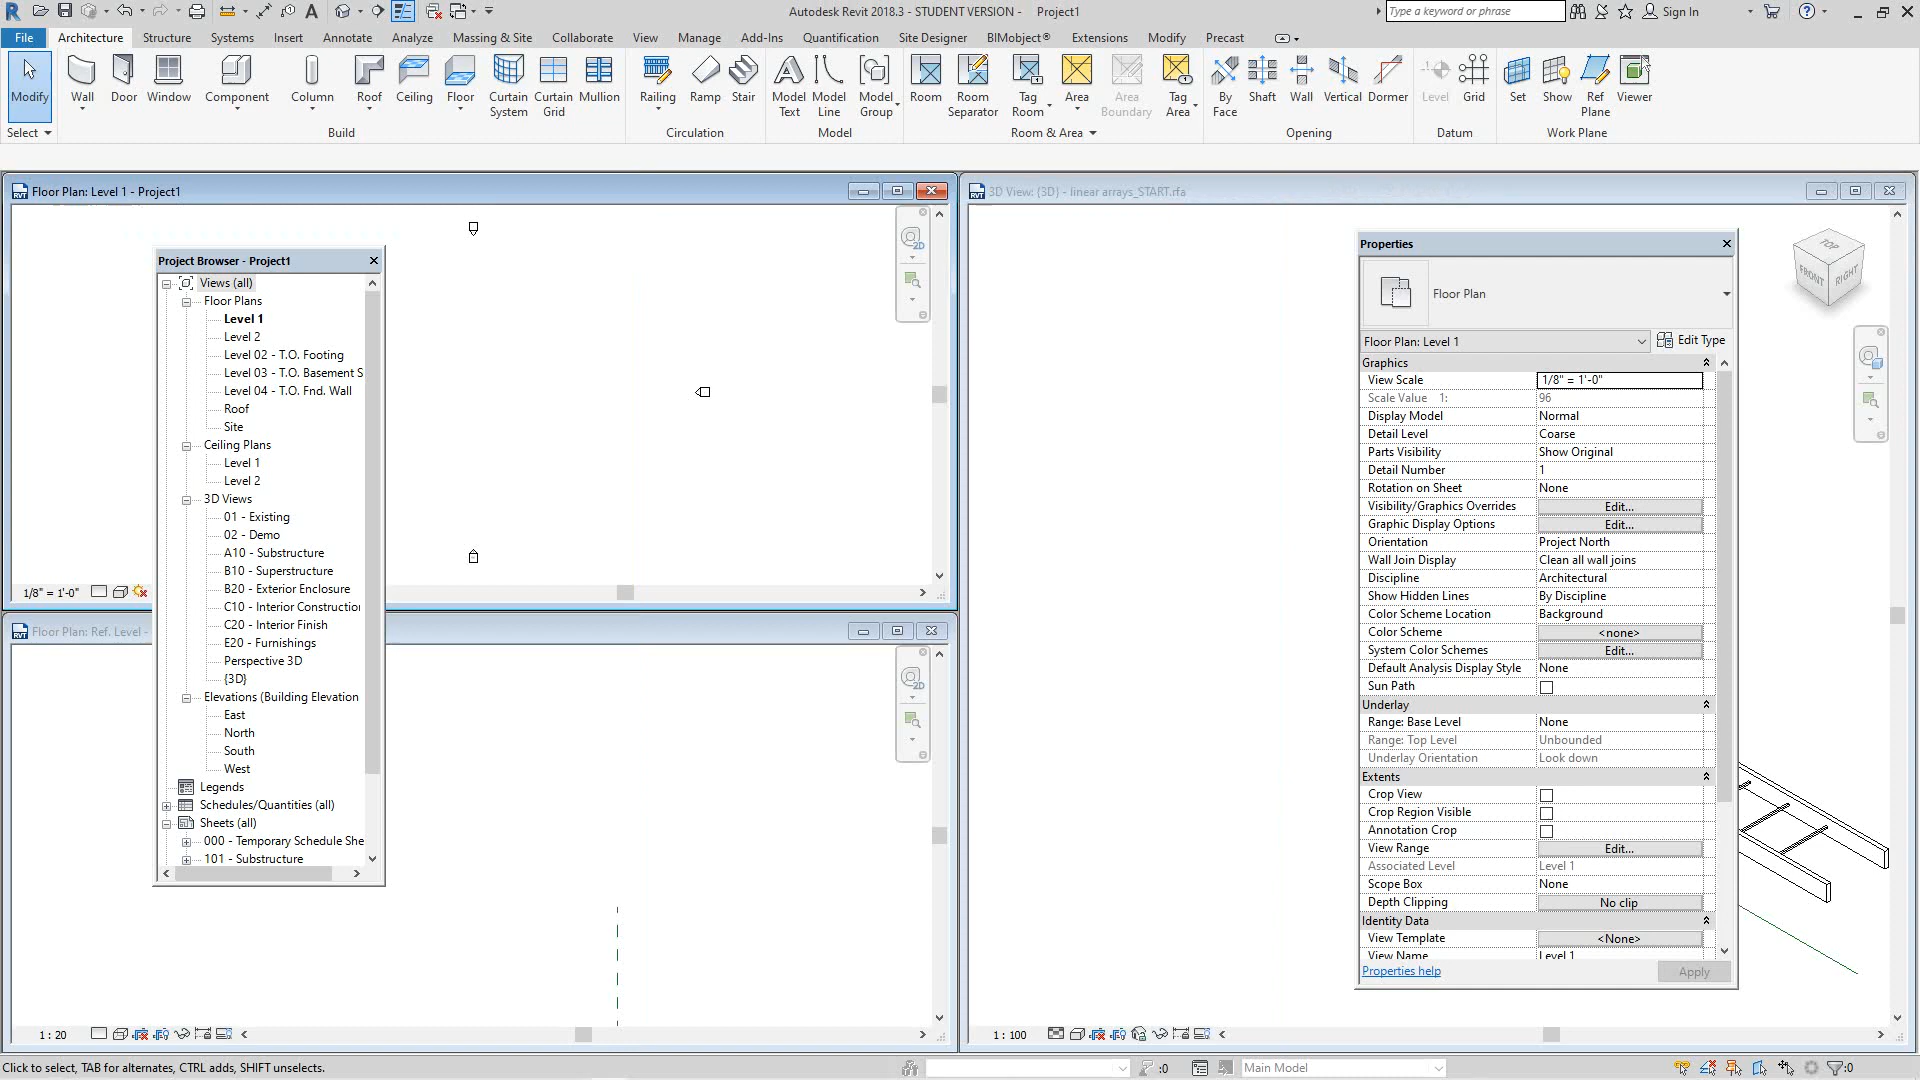 Autodesk Revit 2018.3 - STUDENT VERSION - Project1
Type a keyword or phrase
Sign In
File Architecture Structure Systems Insert Annotate Analyze Massing & Site Collaborate View Manage Add-Ins Quantification Site Designer BIMobject® Extensions Modify Precast
Modify Wall Door Window Component Column Roof Ceiling Floor Curtain System Curtain Grid Mullion Railing Ramp Stair Model Text Model Line Model Group Room Room Separator Tag Room Area Area Boundary Tag Area By Face Shaft Wall Vertical Dormer Level Grid Set Show Ref Plane Viewer
Select Build Circulation Model Room & Area Opening Datum Work Plane
Floor Plan: Level 1 - Project1
2D
1/8" = 1'-0"
Project Browser - Project1
Views (all)
Floor Plans
Level 1
Level 2
Level 02 - T.O. Footing
Level 03 - T.O. Basement S
Level 04 - T.O. Fnd. Wall
Roof
Site
Ceiling Plans
Level 1
Level 2
3D Views
01 - Existing
02 - Demo
A10 - Substructure
B10 - Superstructure
B20 - Exterior Enclosure
C10 - Interior Construction
C20 - Interior Finish
E20 - Furnishings
Perspective 3D
{3D}
Elevations (Building Elevation
East
North
South
West
Legends
Schedules/Quantities (all)
Sheets (all)
000 - Temporary Schedule She
101 - Substructure
Floor Plan: Ref. Level -
2D
1 : 20
3D View: {3D} - linear arrays_START.rfa
TOP
FRONT
RIGHT
Properties
Floor Plan
Floor Plan: Level 1
Edit Type
Graphics
View Scale 1/8" = 1'-0"
Scale Value 1: 96
Display Model Normal
Detail Level Coarse
Parts Visibility Show Original
Detail Number 1
Rotation on Sheet None
Visibility/Graphics Overrides Edit...
Graphic Display Options Edit...
Orientation Project North
Wall Join Display Clean all wall joins
Discipline Architectural
Show Hidden Lines By Discipline
Color Scheme Location Background
Color Scheme <none>
System Color Schemes Edit...
Default Analysis Display Style None
Sun Path
Underlay
Range: Base Level None
Range: Top Level Unbounded
Underlay Orientation Look down
Extents
Crop View
Crop Region Visible
Annotation Crop
View Range Edit...
Associated Level Level 1
Scope Box None
Depth Clipping No clip
Identity Data
View Template <None>
View Name Level 1
Properties help
Apply
1 : 100
Click to select, TAB for alternates, CTRL adds, SHIFT unselects.
:0
Main Model
:0